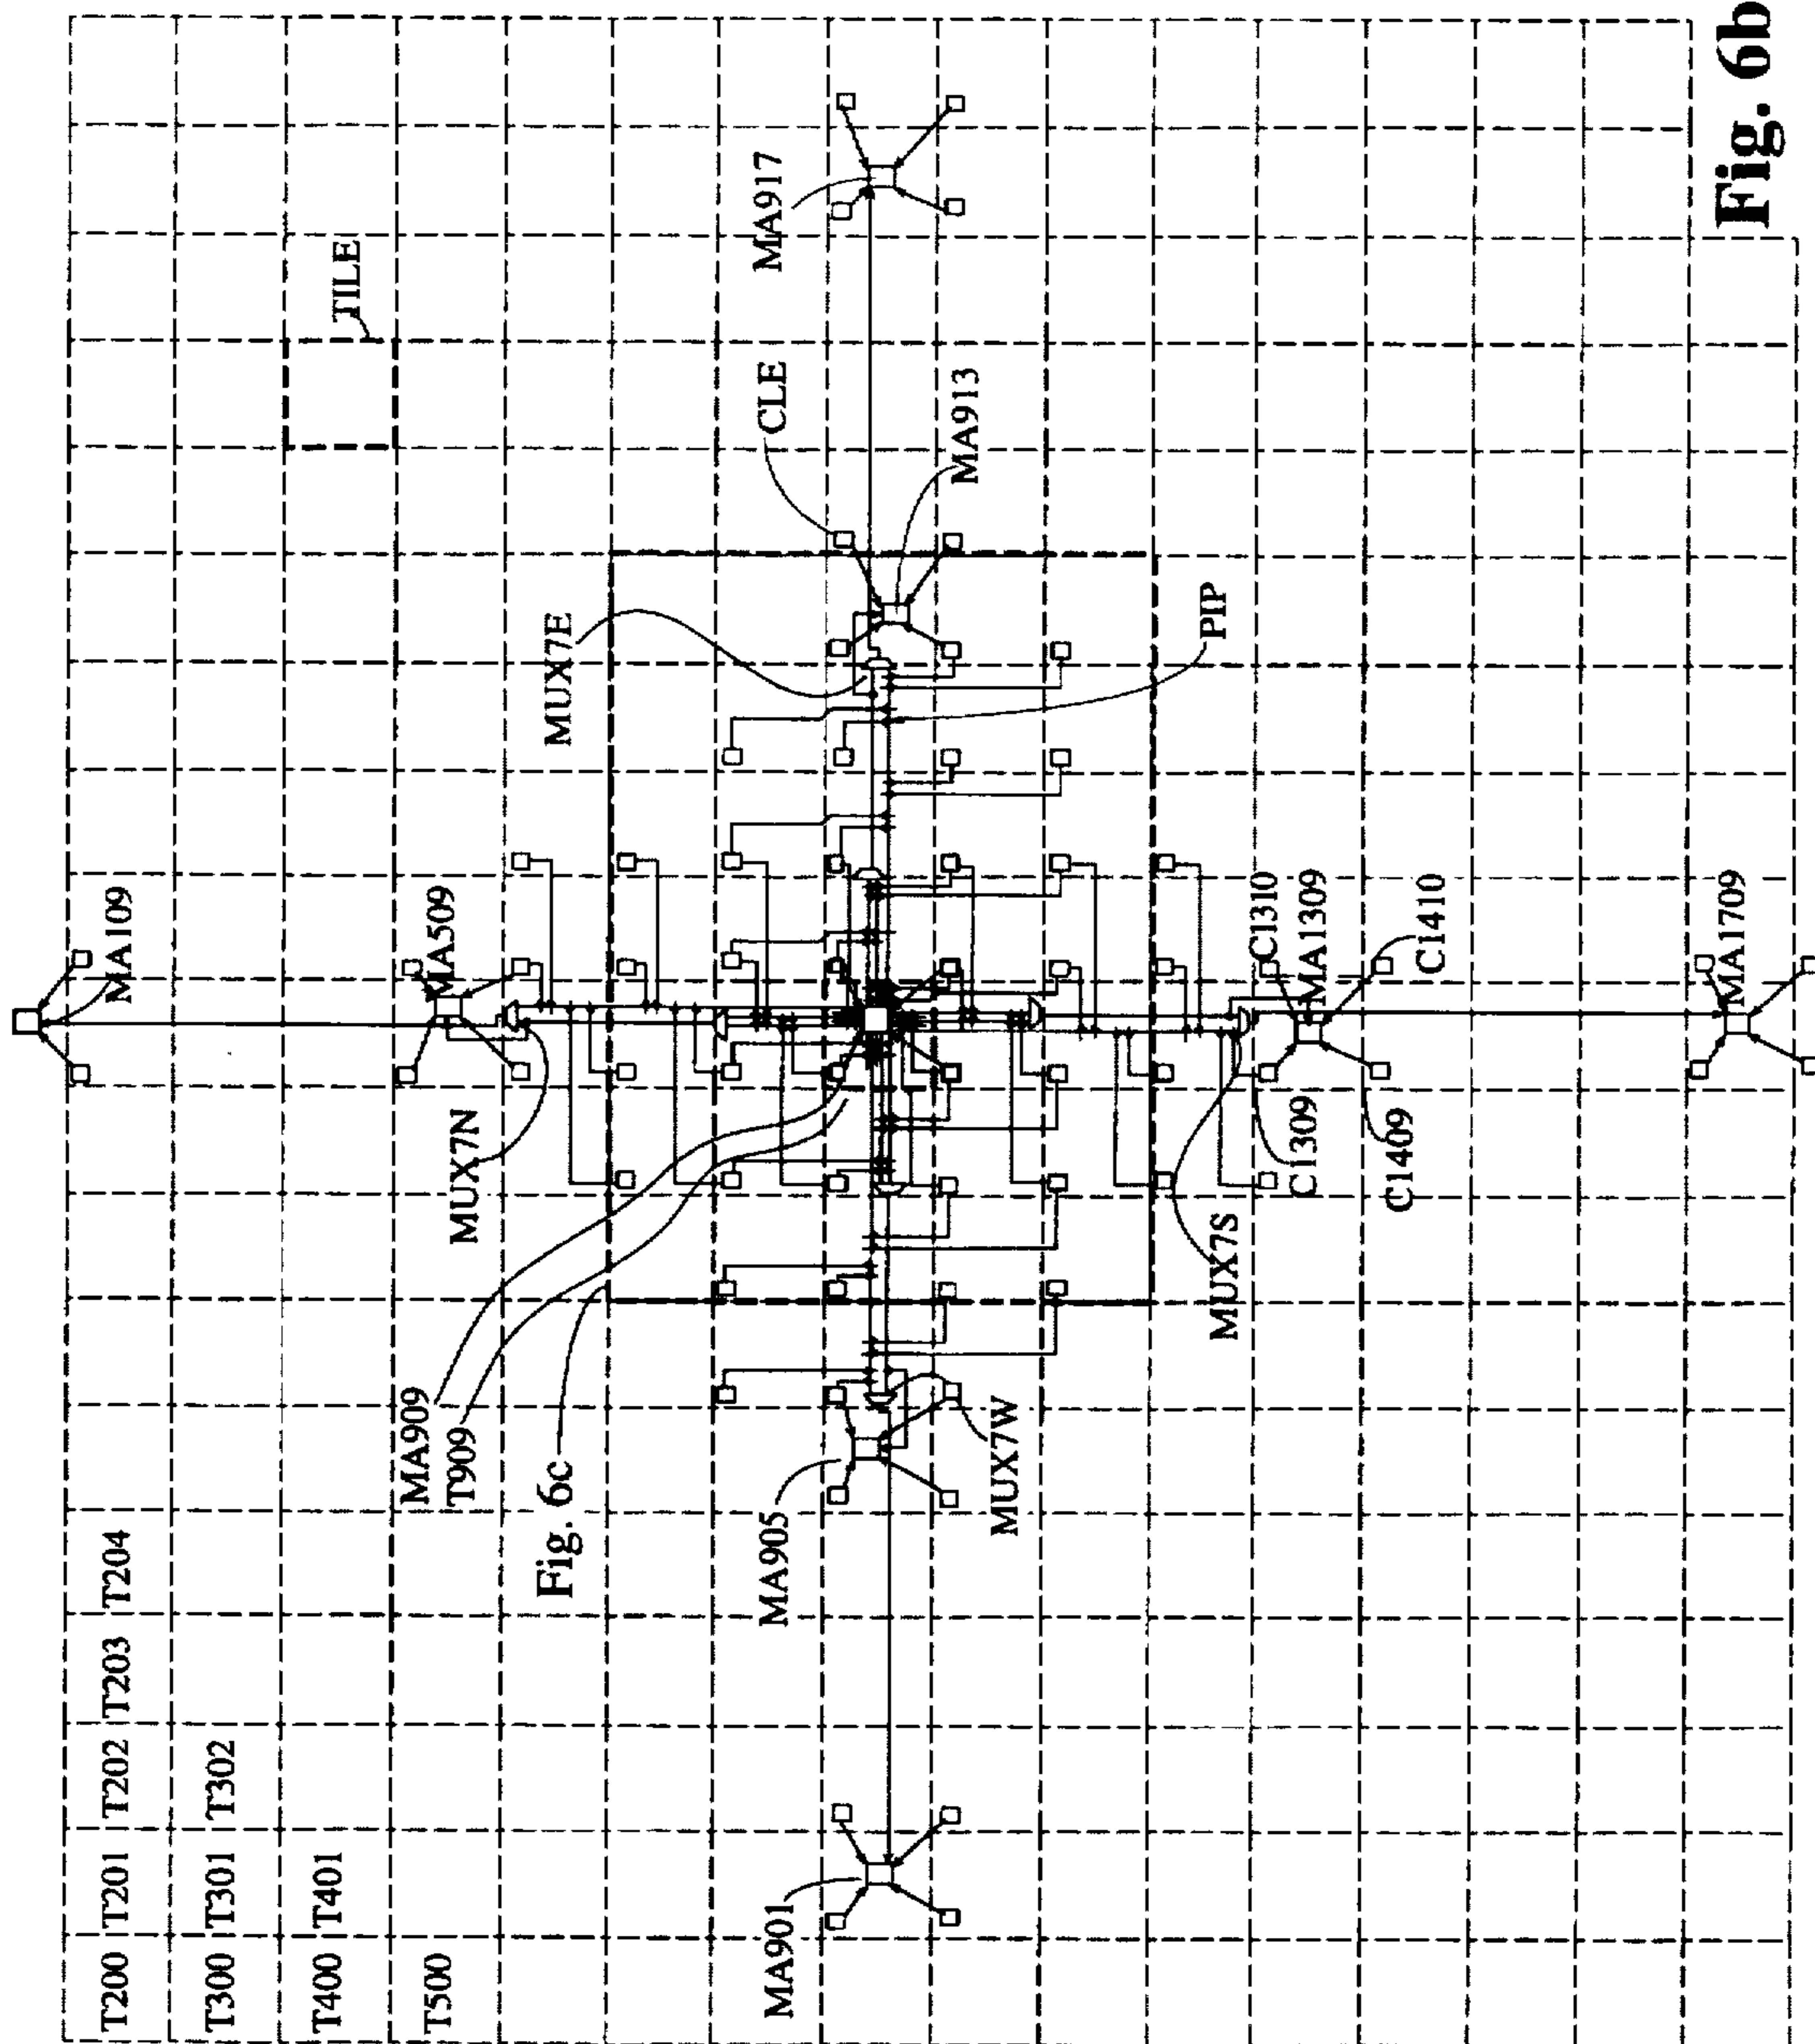 T200 T201 T202 T203 T204
T300 T301 T302
T400 T401
T500
MA109
TILE
MA509
MUX7N
MUX7E
MA909
T909
Fig. 6c
CLE
MA917
MA901
MA905
MA913
MUX7W
PIP
MUX7S
C1310
C1309
MA1309
C1409
C1410
MA1709
Fig. 6b